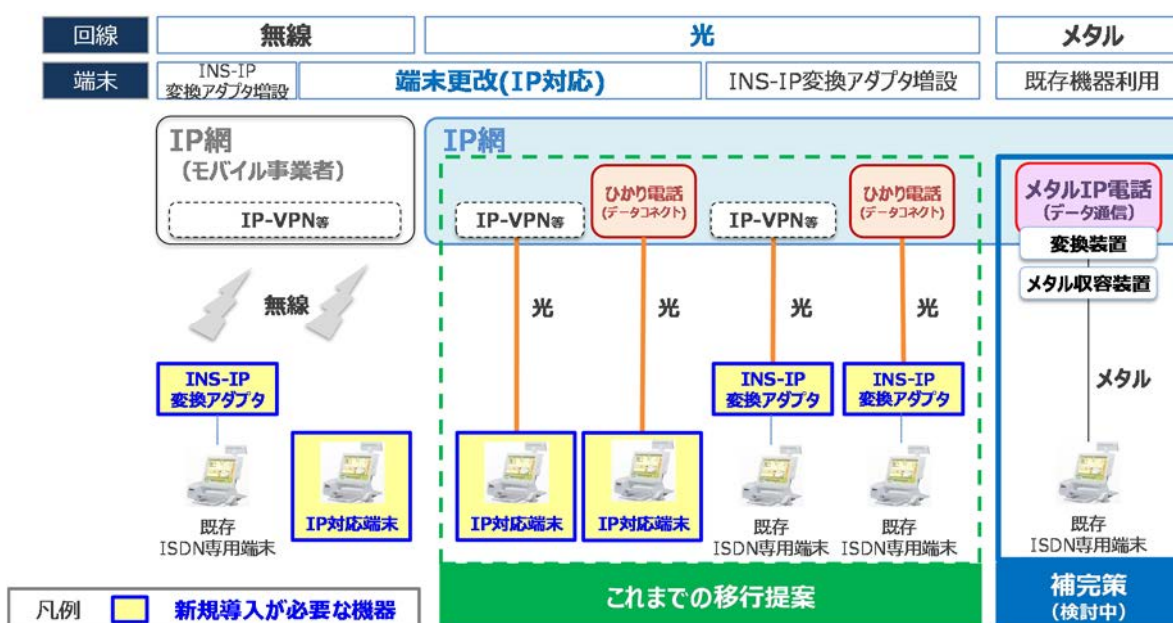 回線
無線
光
メタル
端末
INS-IP
変換アダプタ増設
端末更改(IP対応)
INS-IP変換アダプタ増設
既存機器利用
IP網
(モバイル事業者)
IP-VPN等
IP網
IP-VPN等
ひかり電話
(データコネクト)
IP-VPN等
ひかり電話
(データコネクト)
メタルIP電話
(データ通信)
変換装置
メタル収容装置
無線
光
光
光
光
メタル
INS-IP
変換アダプタ
INS-IP
変換アダプタ
INS-IP
変換アダプタ
既存
ISDN専用端末
IP対応端末
IP対応端末
IP対応端末
既存
ISDN専用端末
既存
ISDN専用端末
既存
ISDN専用端末
凡例
新規導入が必要な機器
これまでの移行提案
補完策
(検討中)